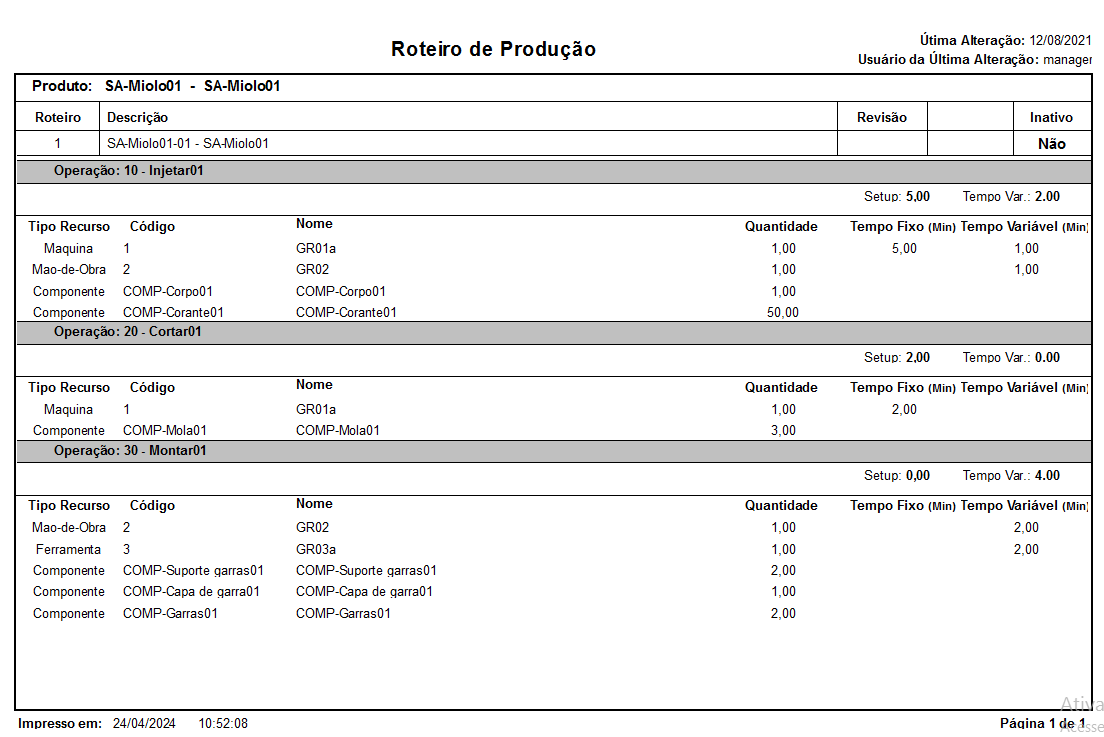 Útima Alteração: 12/08/2021
Roteiro de Produção
Usuário da Última Alteração: manager
Produto: SA-Miolo01 - SA-Miolo01
Roteiro Descrição Revisão Inativo
1 SA-Miolo01-01 - SA-Miolo01 Não
Operação: 10 - Injetar01
Setup: 5,00 Tempo Var.: 2.00
Tipo Recurso Código Nome Quantidade Tempo Fixo (Min) Tempo Variável (Min)
Maquina 1 GR01a 1,00 5,00 1,00
Mao-de-Obra 2 GR02 1,00 1,00
Componente COMP-Corpo01 COMP-Corpo01 1,00
Componente COMP-Corante01 COMP-Corante01 50,00
Operação: 20 - Cortar01
Setup: 2,00 Tempo Var.: 0.00
Tipo Recurso Código Nome Quantidade Tempo Fixo (Min) Tempo Variável (Min)
Maquina 1 GR01a 1,00 2,00
Componente COMP-Mola01 COMP-Mola01 3,00
Operação: 30 - Montar01
Setup: 0,00 Tempo Var.: 4.00
Tipo Recurso Código Nome Quantidade Tempo Fixo (Min) Tempo Variável (Min)
Mao-de-Obra 2 GR02 1,00 2,00
Ferramenta 3 GR03a 1,00 2,00
Componente COMP-Suporte garras01 COMP-Suporte garras01 2,00
Componente COMP-Capa de garra01 COMP-Capa de garra01 1,00
Componente COMP-Garras01 COMP-Garras01 2,00
Ativa
Impresso em: 24/04/2024 10:52:08 Página 1 de 1
Acesse